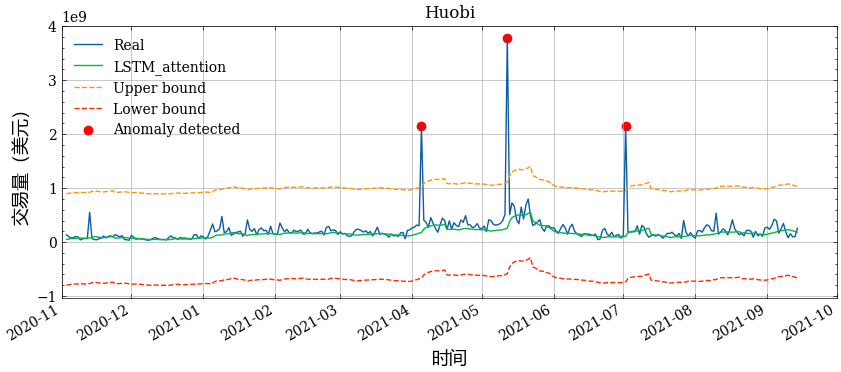 Huobi
1e9
4
3
2
1
0
−1
交易量（美元）
Real
LSTM_attention
Upper bound
Lower bound
Anomaly detected
2020-11
2020-12
2021-01
2021-02
2021-03
2021-04
2021-05
2021-06
2021-07
2021-08
2021-09
2021-10
时间